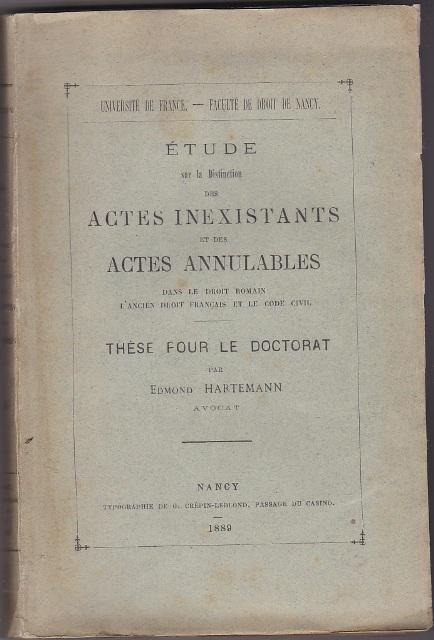 UNIVERSITÉ DE FRANCE. — FACULTÉ DE DROIT DE NANCY.
ÉTUDE
sur la Distinction
DES
ACTES INEXISTANTS
ET DES
ACTES ANNULABLES
DANS LE DROIT ROMAIN
L'ANCIEN DROIT FRANÇAIS ET LE CODE CIVIL
THÈSE POUR LE DOCTORAT
PAR
EDMOND HARTEMANN
AVOCAT
NANCY
TYPOGRAPHIE DE G. CRÉPIN-LEBLOND, PASSAGE DU CASINO.
1889